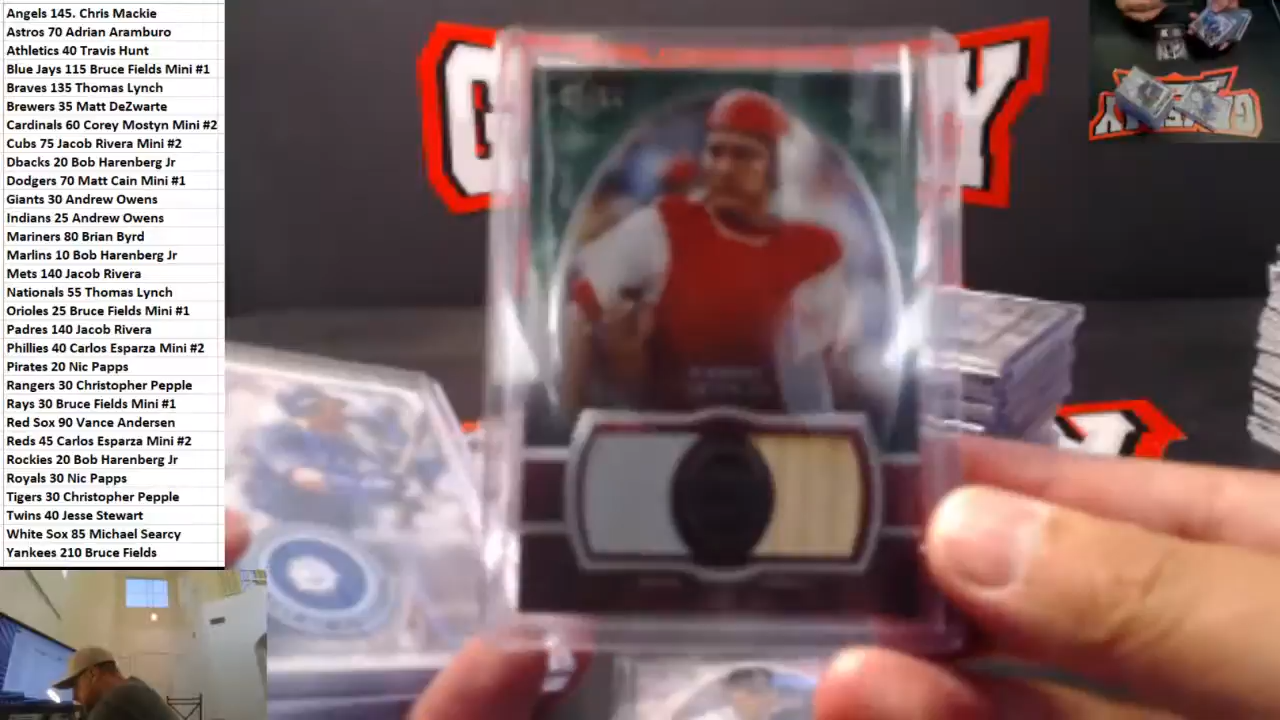 Angels 145. Chris Mackie
Astros 70 Adrian Aramburo
Athletics 40 Travis Hunt
Blue Jays 115 Bruce Fields Mini #1
Braves 135 Thomas Lynch
Brewers 35 Matt DeZwarte
Cardinals 60 Corey Mostyn Mini #2
Cubs 75 Jacob Rivera Mini #2
Dbacks 20 Bob Harenberg Jr
Dodgers 70 Matt Cain Mini #1
Giants 30 Andrew Owens
Indians 25 Andrew Owens
Mariners 80 Brian Byrd
Marlins 10 Bob Harenberg Jr
Mets 140 Jacob Rivera
Nationals 55 Thomas Lynch
Orioles 25 Bruce Fields Mini #1
Padres 140 Jacob Rivera
Phillies 40 Carlos Esparza Mini #2
Pirates 20 Nic Papps
Rangers 30 Christopher Pepple
Rays 30 Bruce Fields Mini #1
Red Sox 90 Vance Andersen
Reds 45 Carlos Esparza Mini #2
Rockies 20 Bob Harenberg Jr
Royals 30 Nic Papps
Tigers 30 Christopher Pepple
Twins 40 Jesse Stewart
White Sox 85 Michael Searcy
Yankees 210 Bruce Fields